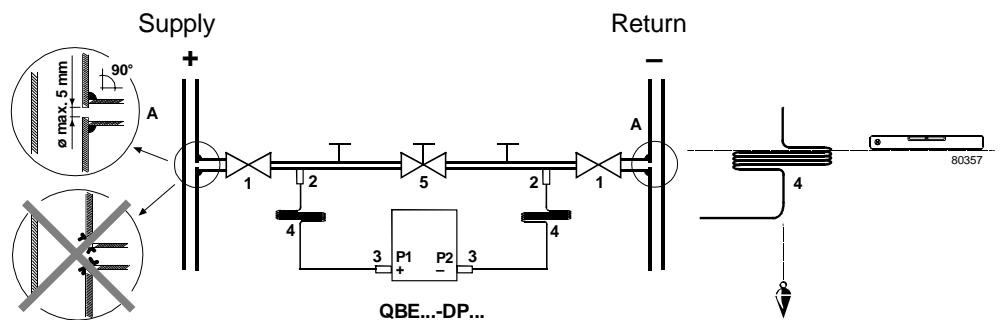 Supply
Return
+
–
90°
ø max. 5 mm
A
A
1
2
5
2
1
80357
4
4
4
3
P1
+
P2
–
3
QBE...-DP...